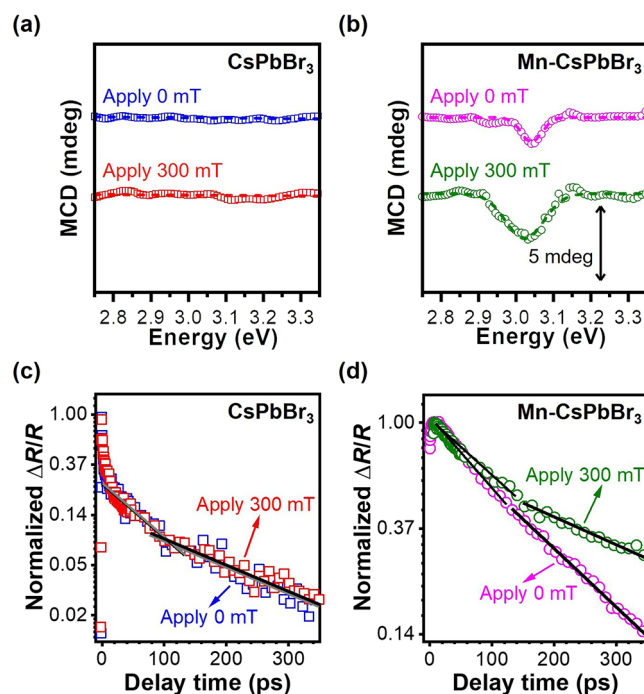 (a)
CsPbBr3
Apply 0 mT
Apply 300 mT
MCD (mdeg)
2.8 2.9 3.0 3.1 3.2 3.3
Energy (eV)
(b)
Mn-CsPbBr3
Apply 0 mT
Apply 300 mT
5 mdeg
MCD (mdeg)
2.8 2.9 3.0 3.1 3.2 3.3
Energy (eV)
(c)
CsPbBr3
1.00
0.37
0.14
0.05
0.02
Normalized ΔR/R
Apply 300 mT
Apply 0 mT
0 100 200 300
Delay time (ps)
(d)
Mn-CsPbBr3
1.00
0.37
0.14
Normalized ΔR/R
Apply 300 mT
Apply 0 mT
0 100 200 300
Delay time (ps)